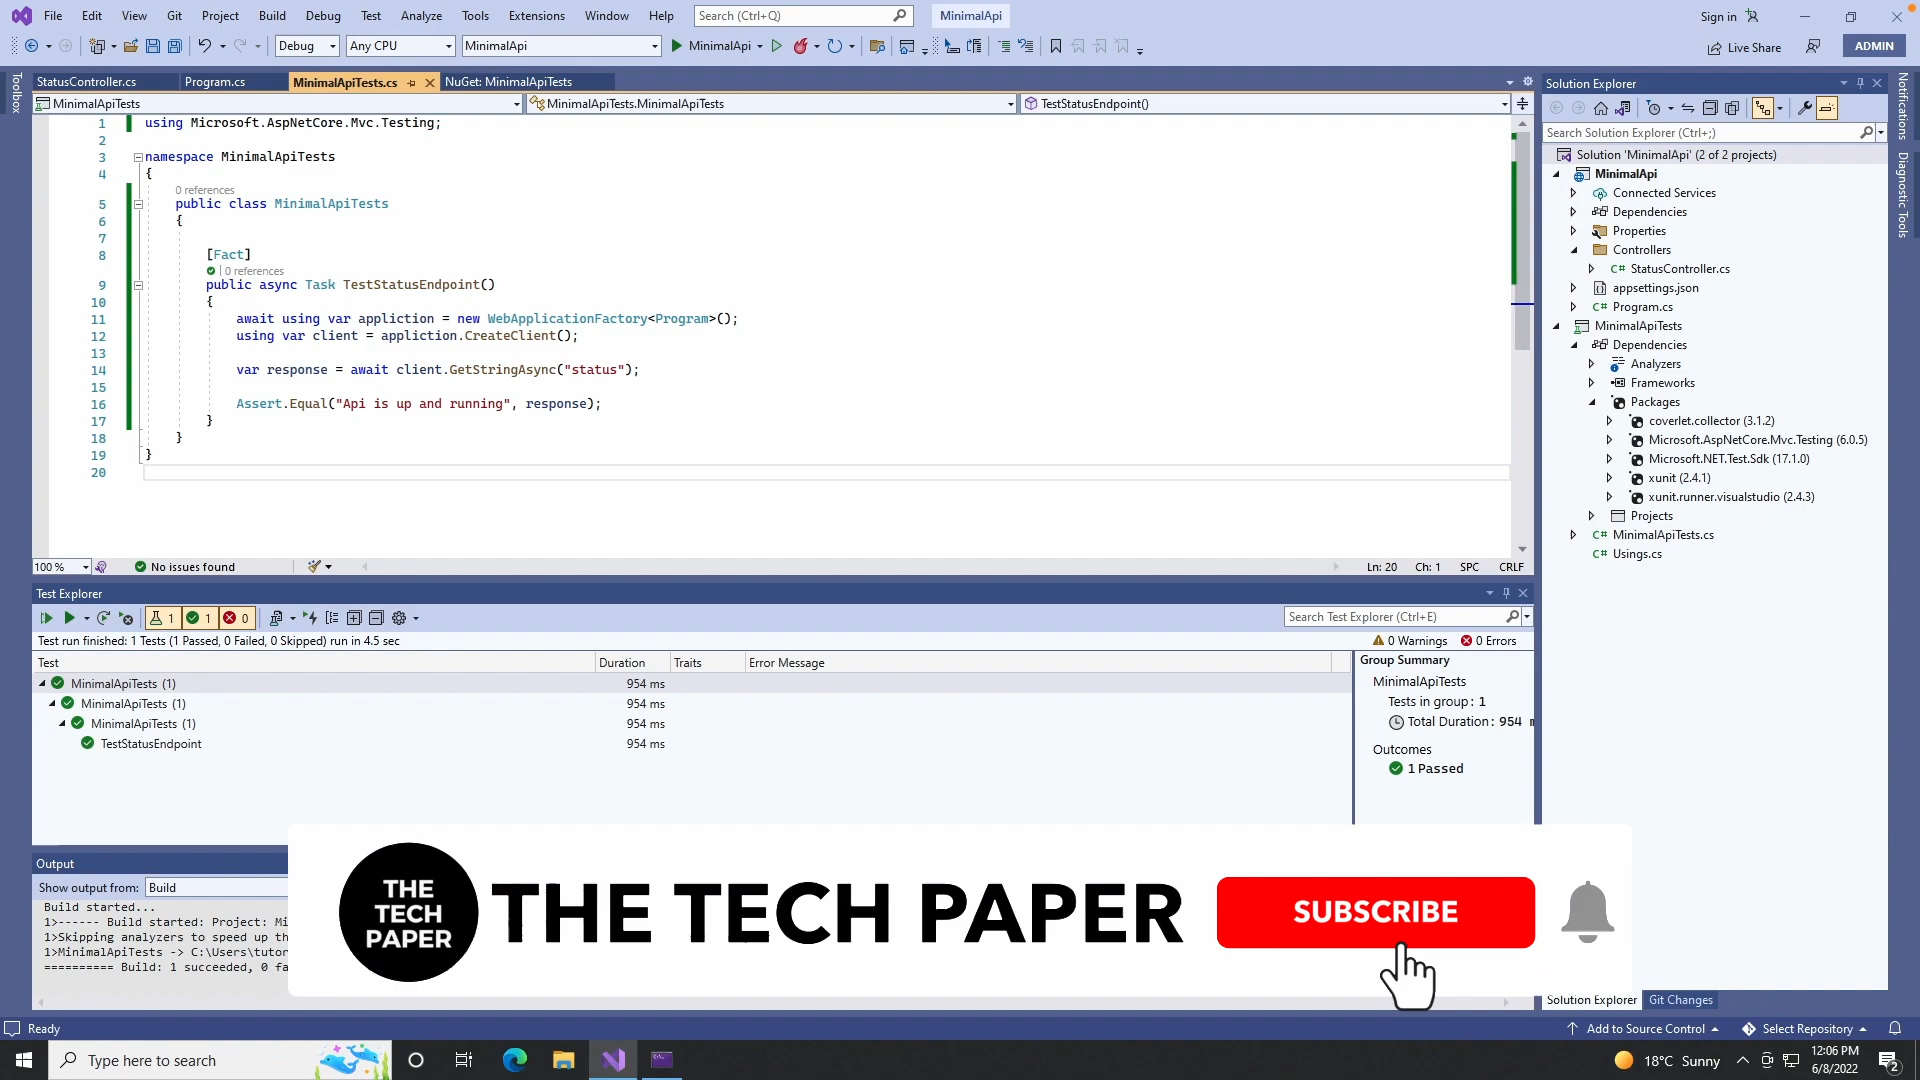 File Edit View Git Project Build Debug Test Analyze Tools Extensions Window Help Search (Ctrl+Q) MinimalApi Sign in
Debug Any CPU MinimalApi MinimalApi Live Share ADMIN
Toolbox
StatusController.cs Program.cs MinimalApiTests.cs NuGet: MinimalApiTests
MinimalApiTests MinimalApiTests.MinimalApiTests TestStatusEndpoint()
1 using Microsoft.AspNetCore.Mvc.Testing;
2
3 namespace MinimalApiTests
4 {
0 references
5 public class MinimalApiTests
6 {
7
8 [Fact]
0 references
9 public async Task TestStatusEndpoint()
10 {
11 await using var appliction = new WebApplicationFactory<Program>();
12 using var client = appliction.CreateClient();
13
14 var response = await client.GetStringAsync("status");
15
16 Assert.Equal("Api is up and running", response);
17 }
18 }
19 }
20
100 % No issues found Ln: 20 Ch: 1 SPC CRLF
Test Explorer
1 1 0 Search Test Explorer (Ctrl+E)
Test run finished: 1 Tests (1 Passed, 0 Failed, 0 Skipped) run in 4.5 sec 0 Warnings 0 Errors
Test Duration Traits Error Message
MinimalApiTests (1) 954 ms
MinimalApiTests (1) 954 ms
MinimalApiTests (1) 954 ms
TestStatusEndpoint 954 ms
Group Summary
MinimalApiTests
Tests in group: 1
Total Duration: 954 m
Outcomes
1 Passed
Output
Show output from: Build
Build started...
1>------ Build started: Project: Mi
1>Skipping analyzers to speed up th
1>MinimalApiTests -> C:\Users\tutor
========== Build: 1 succeeded, 0 fa
THE
TECH
PAPER
THE TECH PAPER
SUBSCRIBE
Solution Explorer
Search Solution Explorer (Ctrl+;)
Solution 'MinimalApi' (2 of 2 projects)
MinimalApi
Connected Services
Dependencies
Properties
Controllers
C# StatusController.cs
appsettings.json
C# Program.cs
MinimalApiTests
Dependencies
Analyzers
Frameworks
Packages
coverlet.collector (3.1.2)
Microsoft.AspNetCore.Mvc.Testing (6.0.5)
Microsoft.NET.Test.Sdk (17.1.0)
xunit (2.4.1)
xunit.runner.visualstudio (2.4.3)
Projects
C# MinimalApiTests.cs
C# Usings.cs
Solution Explorer Git Changes
Notifications
Diagnostic Tools
Ready Add to Source Control Select Repository
Type here to search 18°C Sunny 12:06 PM
6/8/2022
2